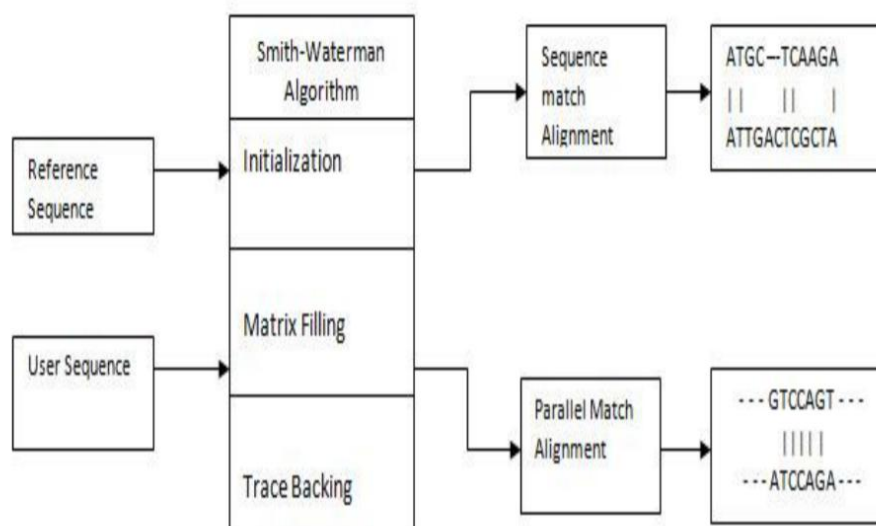 Smith-Waterman
Algorithm
Initialization
Matrix Filling
Trace Backing
Reference
Sequence
User Sequence
Sequence
match
Alignment
ATGC--TCAAGA
|| || |
ATTGACTCGCTA
Parallel Match
Alignment
---GTCCAGT---
|||||
---ATCCAGA---